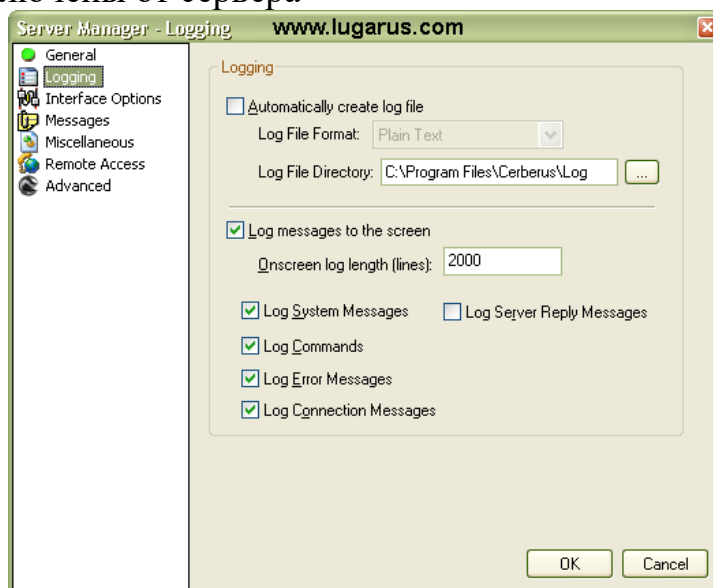 ключены от сервера
Server Manager - Logging www.lugarus.com
General
Logging
Interface Options
Messages
Miscellaneous
Remote Access
Advanced
Logging
Automatically create log file
Log File Format: Plain Text
Log File Directory: C:\Program Files\Cerberus\Log ...
Log messages to the screen
Onscreen log length (lines): 2000
Log System Messages Log Server Reply Messages
Log Commands
Log Error Messages
Log Connection Messages
OK Cancel